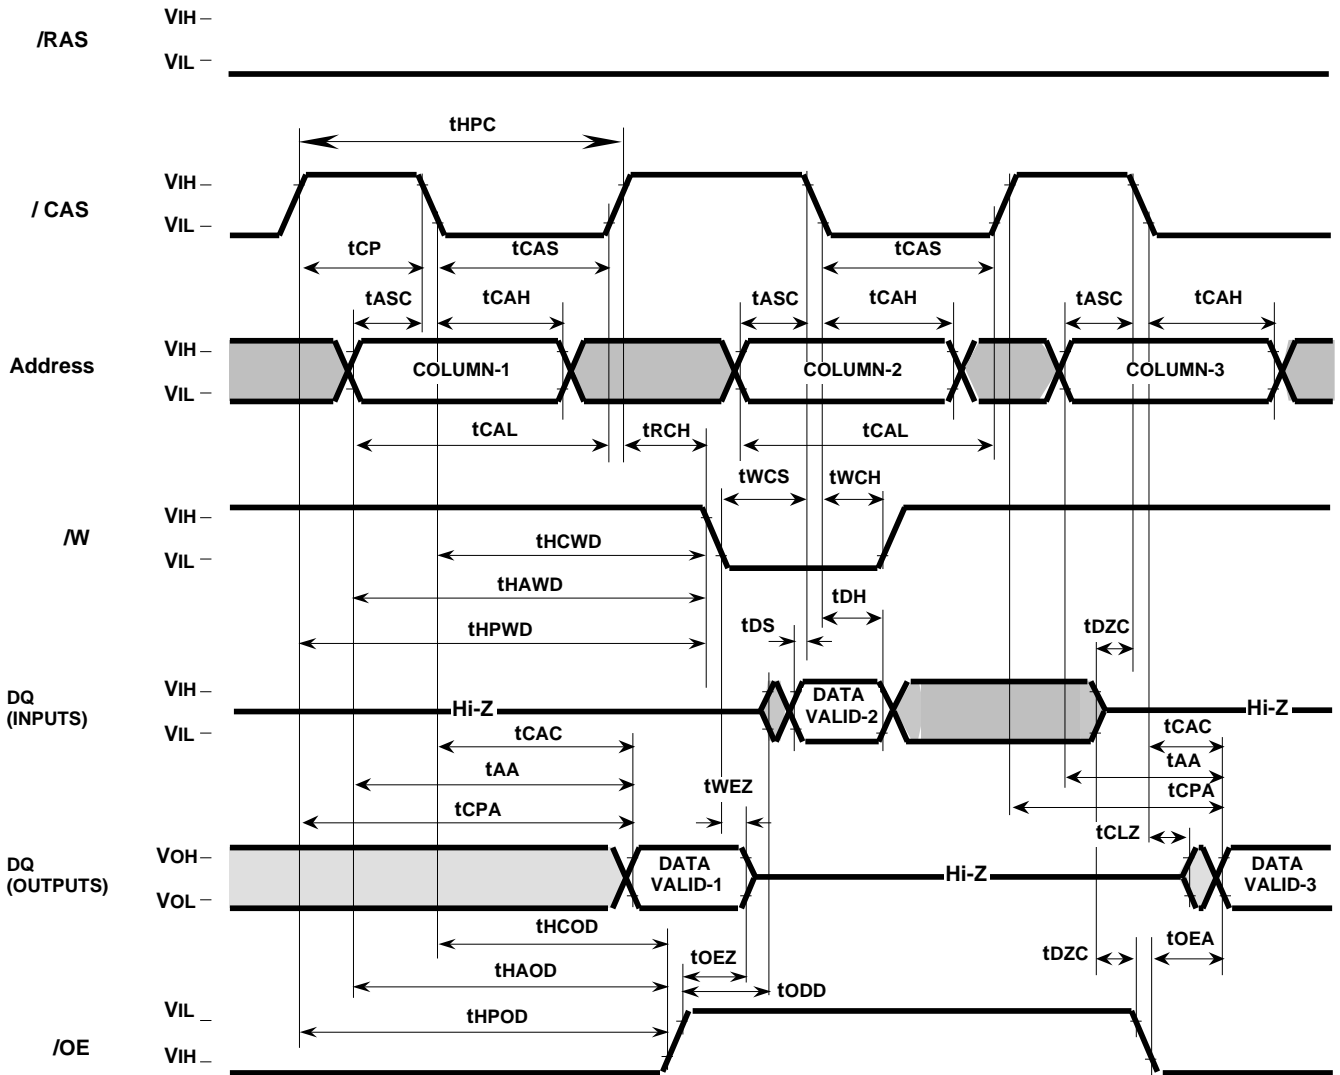 VIH
/RAS
VIL
tHPC
VIH
/ CAS
VIL
tCP
tCAS
tCAS
tASC
tCAH
tASC
tCAH
tASC
tCAH
VIH
Address
COLUMN-1
COLUMN-2
COLUMN-3
VIL
tCAL
tRCH
tCAL
tWCS
tWCH
VIH
/W
tHCWD
VIL
tHAWD
tDH
tHPWD
tDS
tDZC
VIH
DQ
(INPUTS)
Hi-Z
DATA
VALID-2
Hi-Z
VIL
tCAC
tCAC
tAA
tWEZ
tAA
tCPA
tCPA
tCLZ
VOH
DQ
(OUTPUTS)
DATA
VALID-1
Hi-Z
DATA
VALID-3
VOL
tHCOD
tOEZ
tDZC
tOEA
tHAOD
tODD
VIL
tHPOD
/OE
VIH